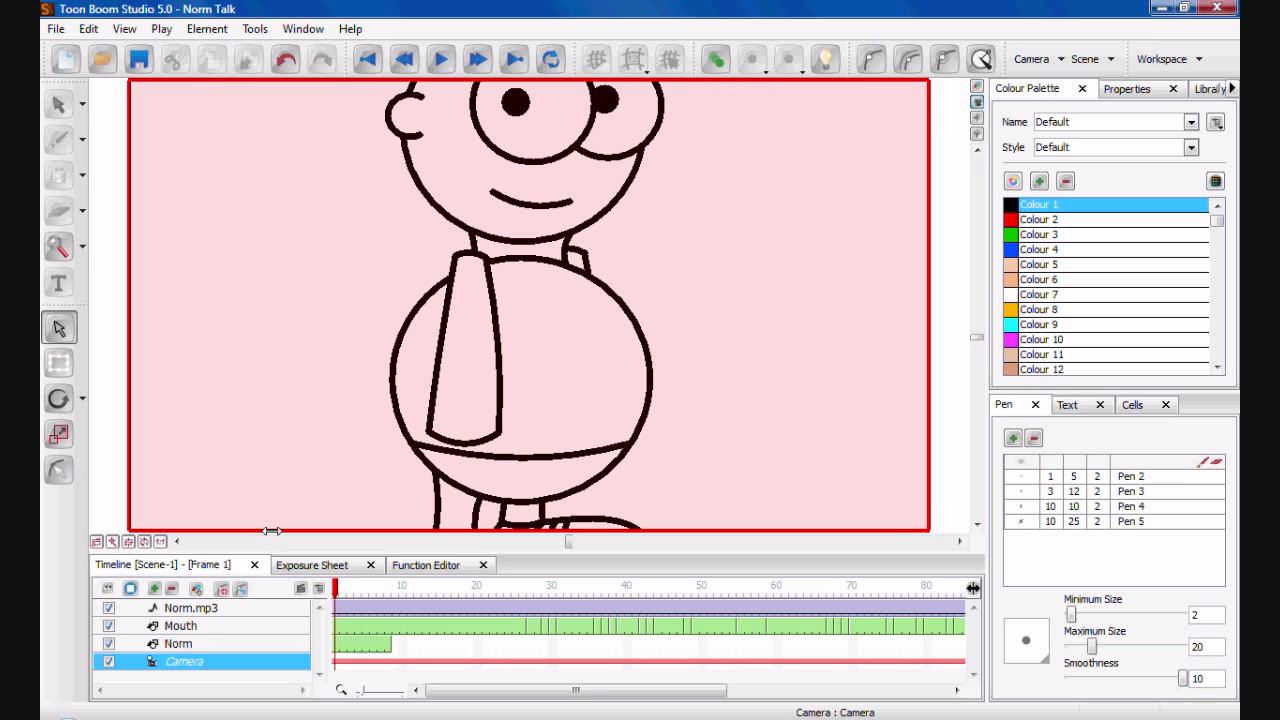 Toon Boom Studio 5.0 - Norm Talk
File Edit View Play Element Tools Window Help
Camera Scene Workspace
Colour Palette Properties Library
Name Default
Style Default
Colour 1
Colour 2
Colour 3
Colour 4
Colour 5
Colour 6
Colour 7
Colour 8
Colour 9
Colour 10
Colour 11
Colour 12
Pen Text Cells
1 5 2 Pen 2
3 12 2 Pen 3
10 10 2 Pen 4
10 25 2 Pen 5
Minimum Size
2
Maximum Size
20
Smoothness
10
T
1:1
Timeline [Scene-1] - [Frame 1] Exposure Sheet Function Editor
10 20 30 40 50 60 70 80
Norm.mp3
Mouth
Norm
Camera
Camera : Camera